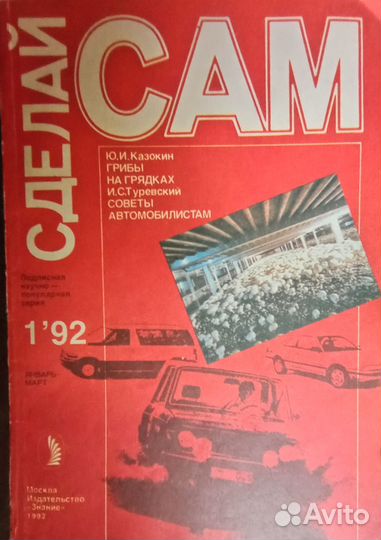 СДЕЛАЙ
САМ
Ю.И.Казокин
ГРИБЫ
НА ГРЯДКАХ
И.С.Туревский
СОВЕТЫ
АВТОМОБИЛИСТАМ
Подписная
научно —
популярная
серия
1'92
ЯНВАРЬ-
МАРТ
Москва
Издательство
«Знание»
1992
Avito